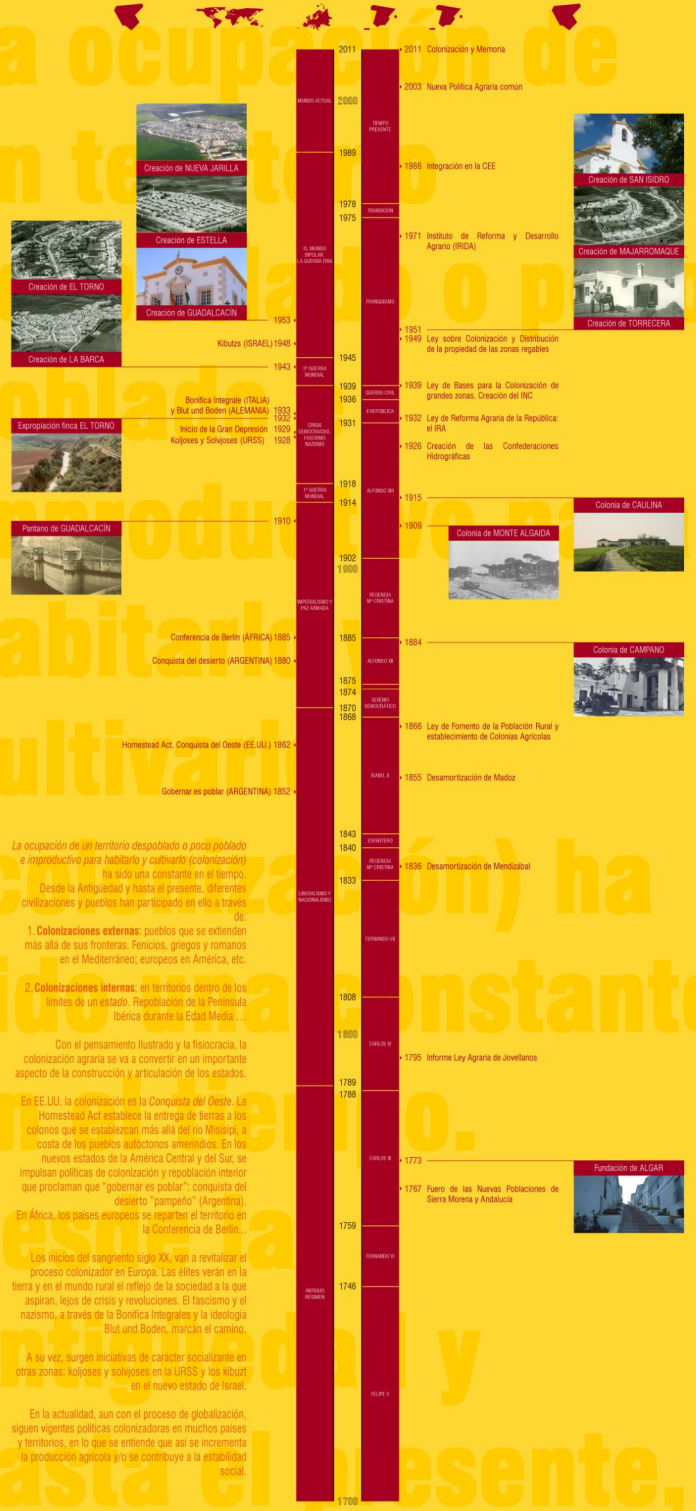 2011
2000
1989
1978
1975
1945
1939
1936
1931
1918
1914
1902
1900
1885
1875
1874
1870
1868
1843
1840
1833
1808
1800
1789
1788
1759
1746
1700
MUNDO ACTUAL
EL MUNDO
BIPOLAR.
LA GUERRA FRIA
2ª GUERRA
MUNDIAL
CRISIS
DEMOCRACIAS.
FASCISMO
NAZISMO
1ª GUERRA
MUNDIAL
IMPERIALISMO Y
PAZ ARMADA
LIBERALISMO Y
NACIONALISMO
ANTIGUO
RÉGIMEN
TIEMPO
PRESENTE
TRANSICIÓN
FRANQUISMO
GUERRA CIVIL
II REPÚBLICA
ALFONSO XIII
REGENCIA
Mª CRISTINA
ALFONSO XII
SEXENIO
DEMOCRÁTICO
ISABEL II
ESPARTERO
REGENCIA
Mª CRISTINA
FERNANDO VII
CARLOS IV
CARLOS III
FERNANDO VI
FELIPE V
Creación de NUEVA JARILLA
Creación de ESTELLA
Creación de GUADALCACÍN
1953
Creación de EL TORNO
Creación de LA BARCA
1943
Kibutzs (ISRAEL) 1948
Bonifica Integrale (ITALIA)
y Blut und Boden (ALEMANIA) 1933
1932
Expropiación finca EL TORNO
Inicio de la Gran Depresión 1929
Koljoses y Solvjoses (URSS) 1928
Pantano de GUADALCACÍN
1910
Conferencia de Berlín (ÁFRICA) 1885
Conquista del desierto (ARGENTINA) 1880
Homestead Act. Conquista del Oeste (EE.UU.) 1862
Gobernar es poblar (ARGENTINA) 1852
2011 Colonización y Memoria
2003 Nueva Política Agraria común
1986 Integración en la CEE
1971 Instituto de Reforma y Desarrollo
Agrario (IRIDA)
Creación de SAN ISIDRO
Creación de MAJARROMAQUE
Creación de TORRECERA
1951
1949 Ley sobre Colonización y Distribución
de la propiedad de las zonas regables
1939 Ley de Bases para la Colonización de
grandes zonas. Creación del INC
1932 Ley de Reforma Agraria de la República:
el IRA
1926 Creación de las Confederaciones
Hidrográficas
1915
Colonia de CAULINA
1909
Colonia de MONTE ALGAIDA
1884
Colonia de CAMPANO
1866 Ley de Fomento de la Población Rural y
establecimiento de Colonias Agrícolas
1855 Desamortización de Madoz
1836 Desamortización de Mendizábal
1795 Informe Ley Agraria de Jovellanos
1773
Fundación de ALGAR
1767 Fuero de las Nuevas Poblaciones de
Sierra Morena y Andalucía
La ocupación de un territorio despoblado o poco poblado
e improductivo para habitarlo y cultivarlo (colonización)
ha sido una constante en el tiempo.
Desde la Antigüedad y hasta el presente, diferentes
civilizaciones y pueblos han participado en ello a través
de:
1. Colonizaciones externas: pueblos que se extienden
más allá de sus fronteras. Fenicios, griegos y romanos
en el Mediterráneo; europeos en América, etc.
2. Colonizaciones internas: en territorios dentro de los
límites de un estado. Repoblación de la Península
Ibérica durante la Edad Media ...
Con el pensamiento Ilustrado y la fisiocracia, la
colonización agraria se va a convertir en un importante
aspecto de la construcción y articulación de los estados.
En EE.UU. la colonización es la Conquista del Oeste. La
Homestead Act establece la entrega de tierras a los
colonos que se establezcan más allá del río Misisipi, a
costa de los pueblos autóctonos amerindios. En los
nuevos estados de la América Central y del Sur, se
impulsan políticas de colonización y repoblación interior
que proclaman que "gobernar es poblar": conquista del
desierto "pampeño" (Argentina).
En África, los países europeos se reparten el territorio en
la Conferencia de Berlín...
Los inicios del sangriento siglo XX, van a revitalizar el
proceso colonizador en Europa. Las élites verán en la
tierra y en el mundo rural el reflejo de la sociedad a la que
aspiran, lejos de crisis y revoluciones. El fascismo y el
nazismo, a través de la Bonifica Integrales y la ideología
Blut und Boden, marcan el camino.
A su vez, surgen iniciativas de carácter socializante en
otras zonas: koljoses y solvjoses en la URSS y los kibutz
en el nuevo estado de Israel.
En la actualidad, aun con el proceso de globalización,
siguen vigentes políticas colonizadoras en muchos países
y territorios, en lo que se entiende que así se incrementa
la producción agrícola y/o se contribuye a la estabilidad
social.